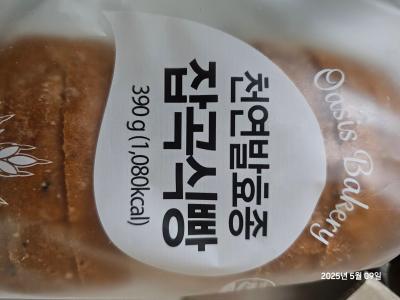 Oasis Bakery
천연발효종
잡곡식빵
390g (1,080kcal)
2025년 5월 09일